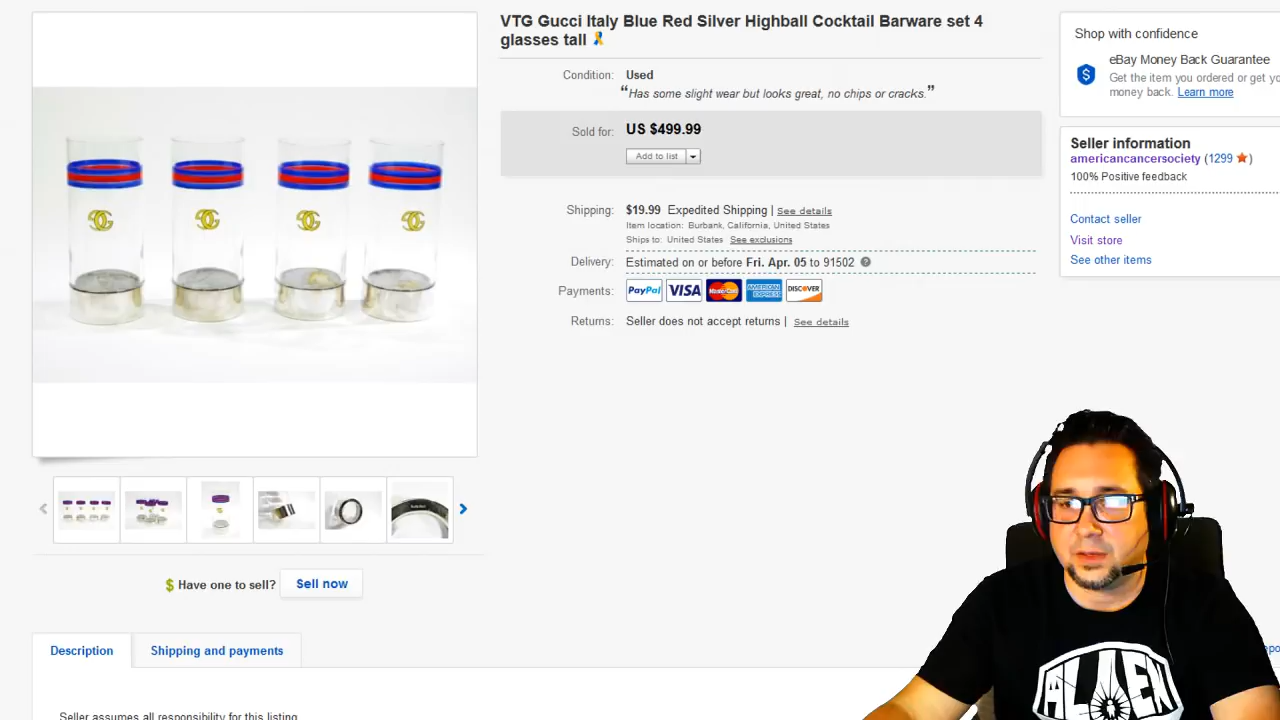 VTG Gucci Italy Blue Red Silver Highball Cocktail Barware set 4
glasses tall
Condition: Used
“Has some slight wear but looks great, no chips or cracks.”
Sold for: US $499.99
Add to list
Shipping: $19.99 Expedited Shipping | See details
Item location: Burbank, California, United States
Ships to: United States See exclusions
Delivery: Estimated on or before Fri. Apr. 05 to 91502
Payments: PayPal VISA MasterCard AMERICAN EXPRESS DISCOVER
Returns: Seller does not accept returns | See details
Shop with confidence
eBay Money Back Guarantee
Get the item you ordered or get yo
money back. Learn more
Seller information
americancancersociety (1299)
100% Positive feedback
Contact seller
Visit store
See other items
$ Have one to sell? Sell now
Description
Shipping and payments
Seller assumes all responsibility for this listing.
ALIEN